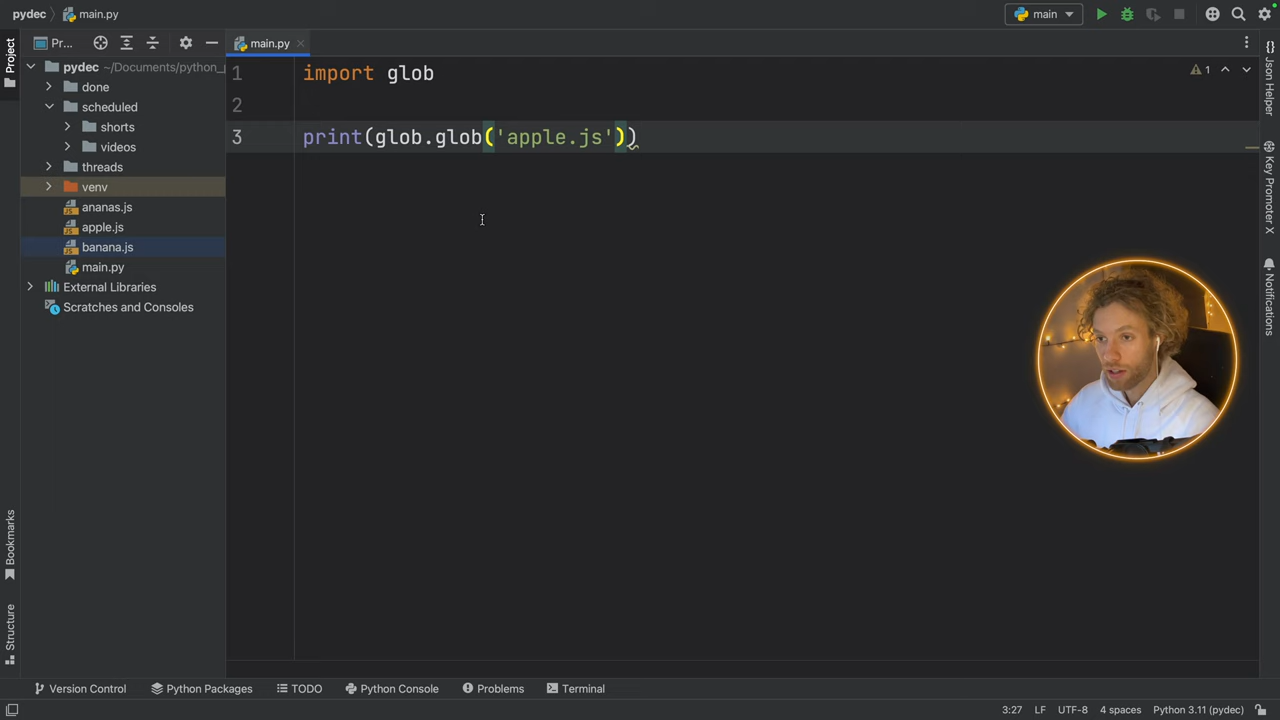 pydec
main.py
main
Pr...
main.py
Project
pydec ~/Documents/python_
done
scheduled
shorts
videos
threads
venv
ananas.js
apple.js
banana.js
main.py
External Libraries
Scratches and Consoles
1 import glob
2
3 print(glob.glob('apple.js'))
1
Json Helper
Key Promoter X
Notifications
Bookmarks
Structure
Version Control
Python Packages
TODO
Python Console
Problems
Terminal
3:27 LF UTF-8 4 spaces Python 3.11 (pydec)